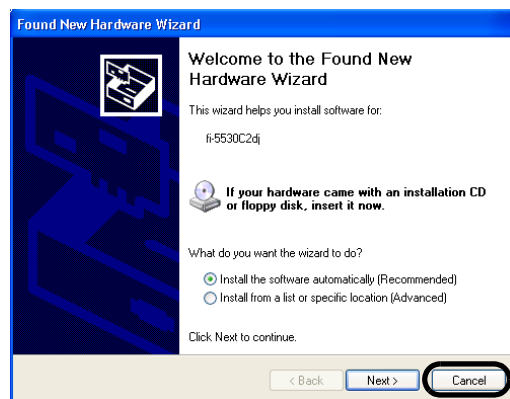 Found New Hardware Wizard
Welcome to the Found New
Hardware Wizard
This wizard helps you install software for:
fi-5530C2dj
If your hardware came with an installation CD
or floppy disk, insert it now.
What do you want the wizard to do?
Install the software automatically (Recommended)
Install from a list or specific location (Advanced)
Click Next to continue.
< Back
Next >
Cancel